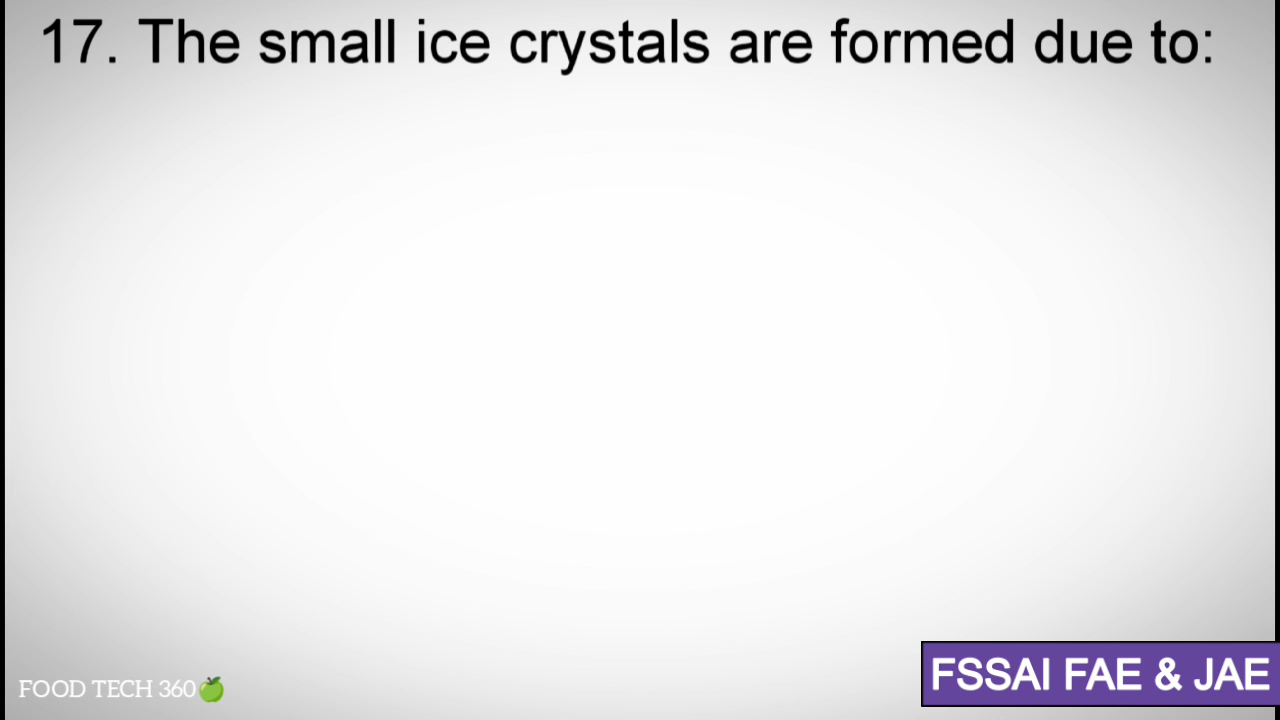 17. The small ice crystals are formed due to:
FOOD TECH 360🍏
FSSAI FAE & JAE